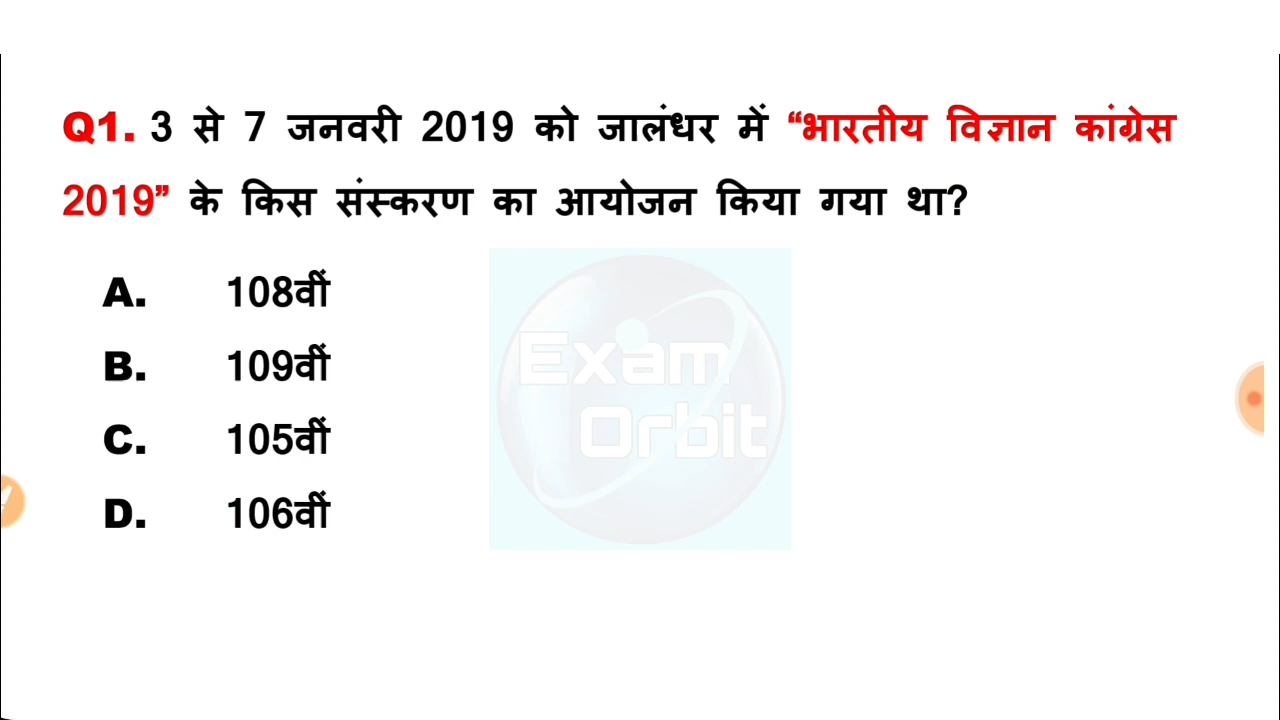 Q1. 3 से 7 जनवरी 2019 को जालंधर में “भारतीय विज्ञान कांग्रेस
2019” के किस संस्करण का आयोजन किया गया था?
A. 108वीं
B. 109वीं
C. 105वीं
D. 106वीं
Exam
Orbit